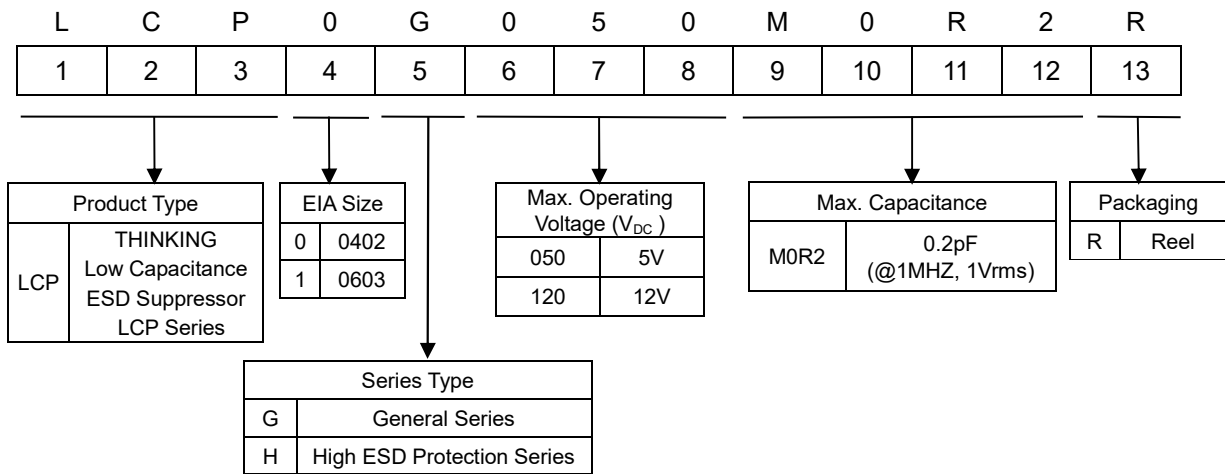 L C P 0 G 0 5 0 M 0 R 2 R
1 2 3 4 5 6 7 8 9 10 11 12 13
Product Type
LCP
THINKING
Low Capacitance
ESD Suppressor
LCP Series
EIA Size
0 0402
1 0603
Max. Operating
Voltage (VDC )
050 5V
120 12V
Max. Capacitance
M0R2
0.2pF
(@1MHZ, 1Vrms)
Packaging
R Reel
Series Type
G General Series
H High ESD Protection Series